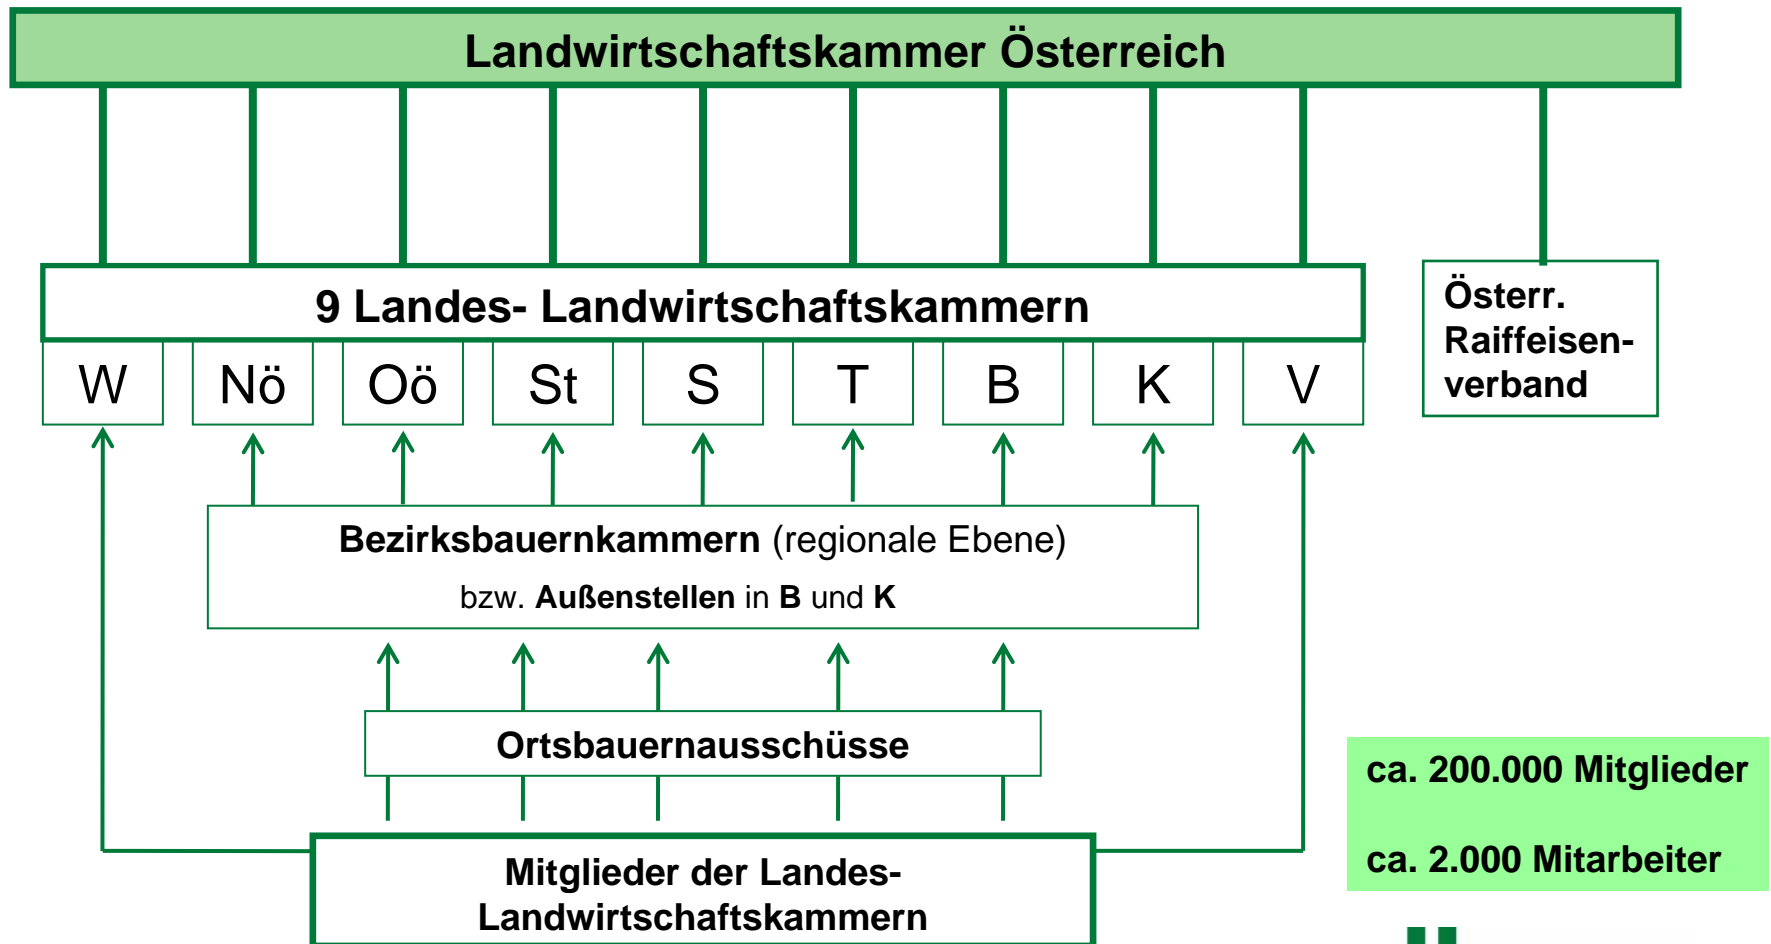 Landwirtschaftskammer Österreich
9 Landes- Landwirtschaftskammern
Österr.
Raiffeisen-
verband
W Nö Oö St S T B K V
Bezirksbauernkammern (regionale Ebene)
bzw. Außenstellen in B und K
Ortsbauernausschüsse
Mitglieder der Landes-
Landwirtschaftskammern
ca. 200.000 Mitglieder
ca. 2.000 Mitarbeiter